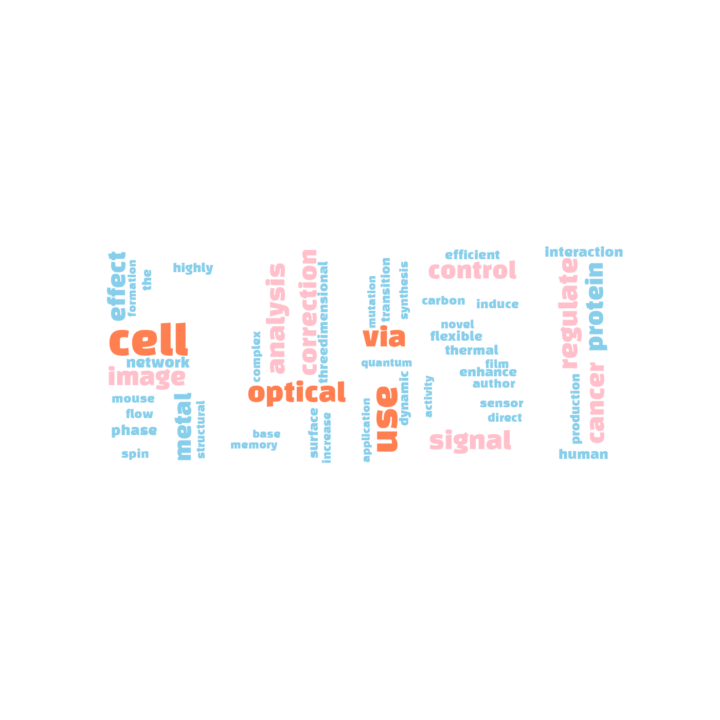 effect
formation
the
highly
cell
network
image
mouse
flow
phase
spin
metal
structural
analysis
correction
threedimensional
complex
optical
base
memory
surface
increase
mutation
transition
synthesis
via
quantum
use
dynamic
application
activity
efficient
control
carbon
induce
novel
flexible
thermal
film
enhance
author
sensor
direct
signal
interaction
regulate
protein
production
cancer
human